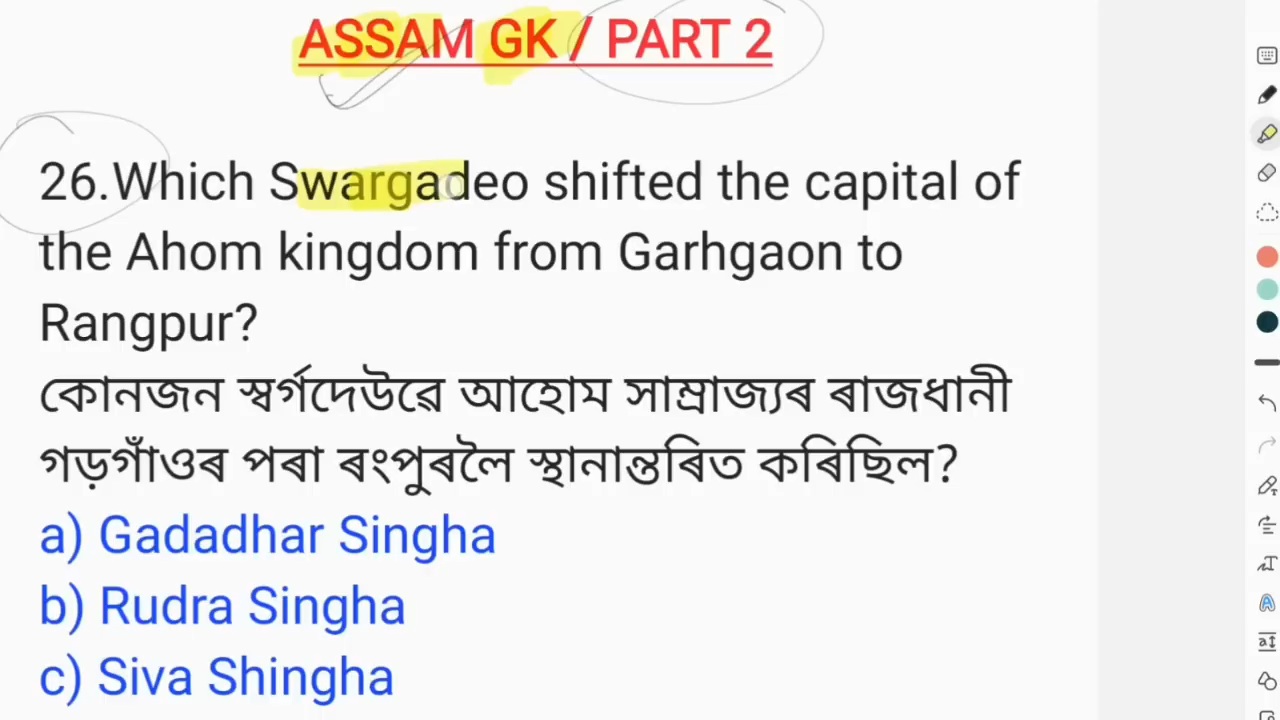 ASSAM GK / PART 2
26.Which Swargadeo shifted the capital of
the Ahom kingdom from Garhgaon to
Rangpur?
কোনজন স্বৰ্গদেউৱে আহোম সাম্ৰাজ্যৰ ৰাজধানী
গড়গাঁওৰ পৰা ৰংপুৰলৈ স্থানান্তৰিত কৰিছিল?
a) Gadadhar Singha
b) Rudra Singha
c) Siva Shingha